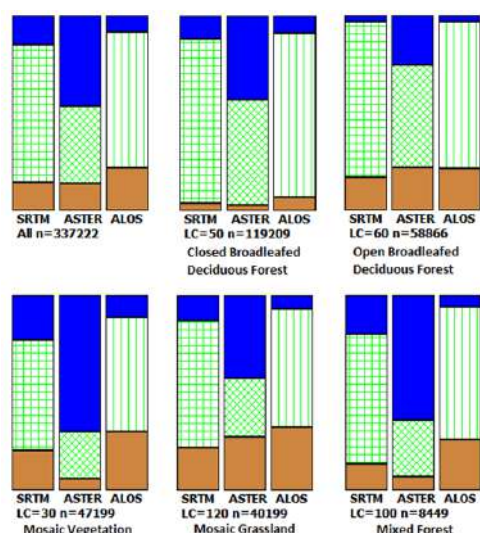 SRTM ASTER ALOS
All n=337222
SRTM ASTER ALOS
LC=50 n=119209
Closed Broadleafed
Deciduous Forest
SRTM ASTER ALOS
LC=60 n=58866
Open Broadleafed
Deciduous Forest
SRTM ASTER ALOS
LC=30 n=47199
Mosaic Vegetation
SRTM ASTER ALOS
LC=120 n=40199
Mosaic Grassland
SRTM ASTER ALOS
LC=100 n=8449
Mixed Forest